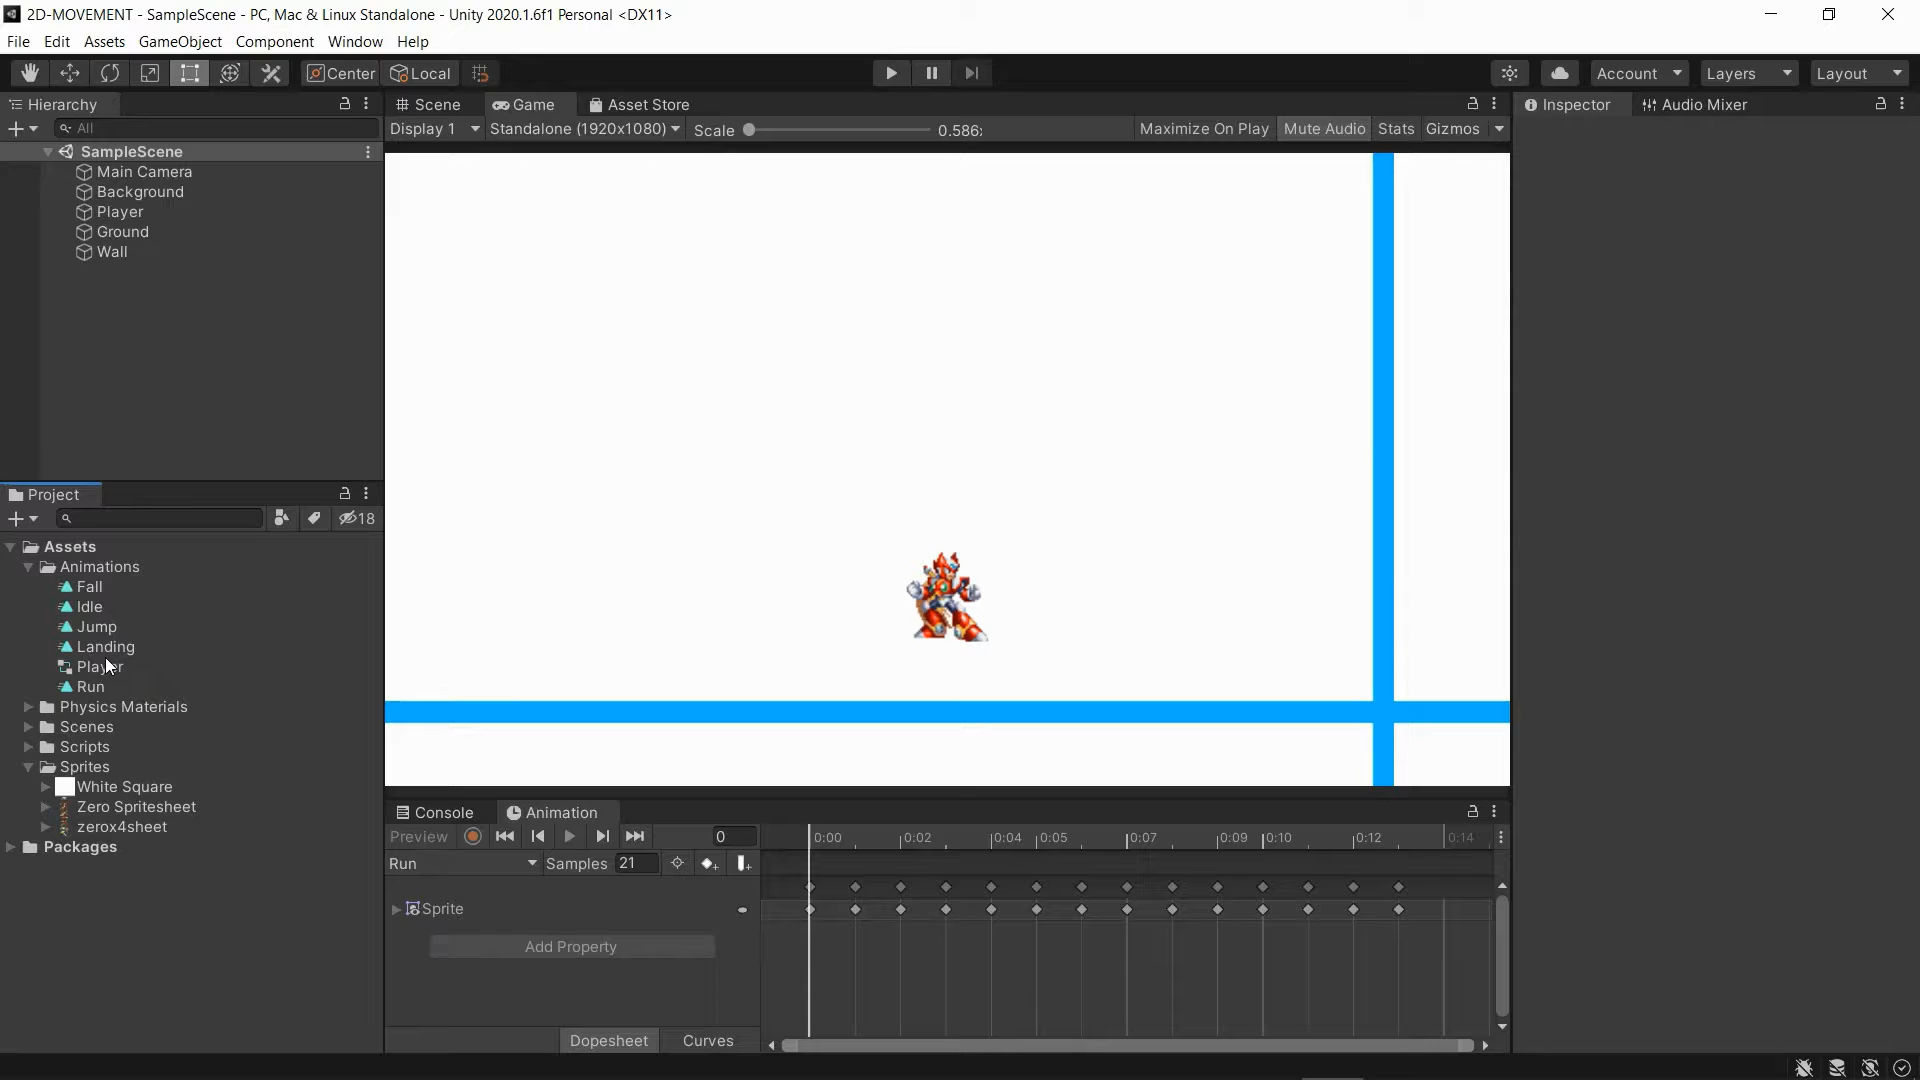 2D-MOVEMENT - SampleScene - PC, Mac & Linux Standalone - Unity 2020.1.6f1 Personal <DX11>
File Edit Assets GameObject Component Window Help
Center Local Account Layers Layout
Hierarchy
All
SampleScene
Main Camera
Background
Player
Ground
Wall
Scene Game Asset Store
Display 1 Standalone (1920x1080) Scale 0.586: Maximize On Play Mute Audio Stats Gizmos
Inspector Audio Mixer
Project
18
Assets
Animations
Fall
Idle
Jump
Landing
Player
Run
Physics Materials
Scenes
Scripts
Sprites
White Square
Zero Spritesheet
zerox4sheet
Packages
Console Animation
Preview 0 0:00 0:02 0:04 0:05 0:07 0:09 0:10 0:12 0:14
Run Samples 21
Sprite
Add Property
Dopesheet Curves